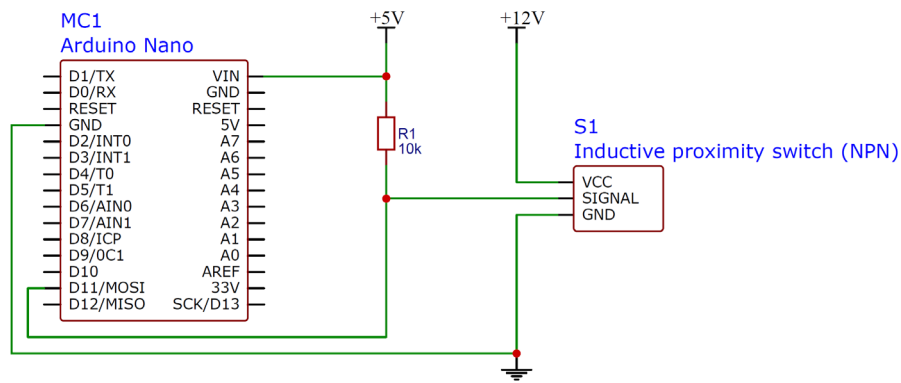 MC1
Arduino Nano
+5V
+12V
D1/TX
D0/RX
RESET
GND
D2/INT0
D3/INT1
D4/T0
D5/T1
D6/AIN0
D7/AIN1
D8/ICP
D9/0C1
D10
D11/MOSI
D12/MISO
VIN
GND
RESET
5V
A7
A6
A5
A4
A3
A2
A1
A0
AREF
33V
SCK/D13
R1
10k
S1
Inductive proximity switch (NPN)
VCC
SIGNAL
GND